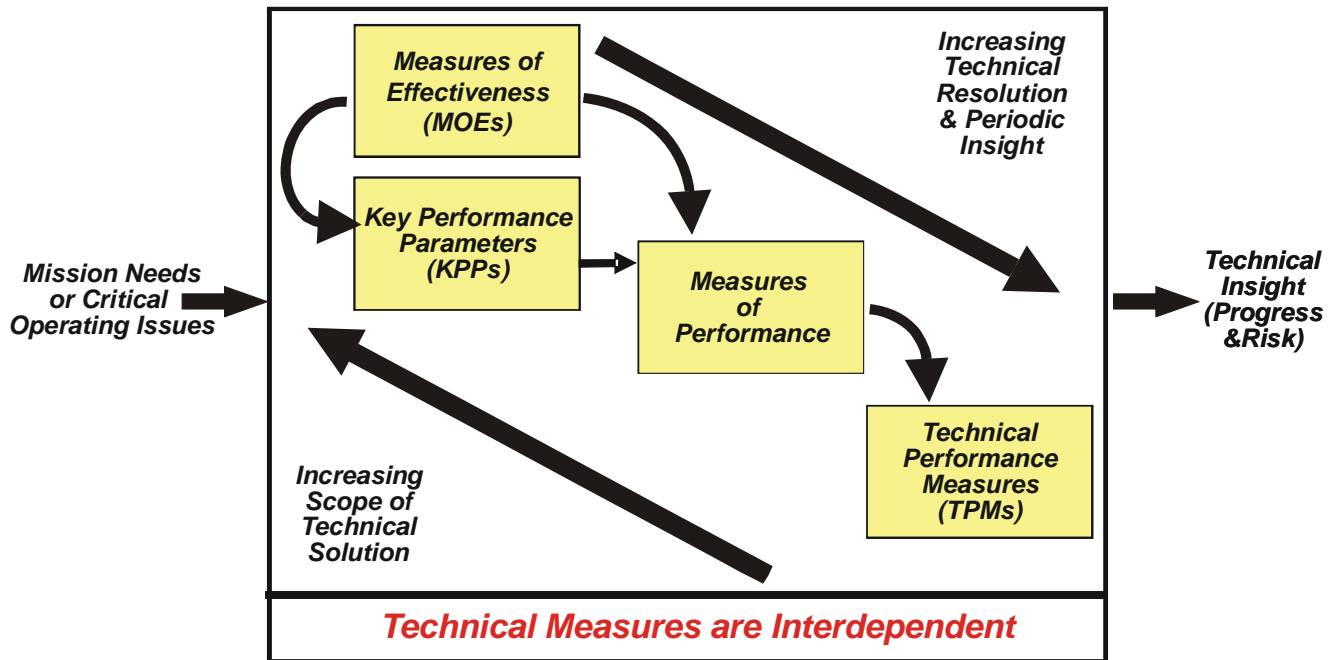 Measures of
Effectiveness
(MOEs)
Increasing
Technical
Resolution
& Periodic
Insight
Key Performance
Parameters
(KPPs)
Mission Needs
or Critical
Operating Issues
Measures
of
Performance
Technical
Insight
(Progress
&Risk)
Increasing
Scope of
Technical
Solution
Technical
Performance
Measures
(TPMs)
Technical Measures are Interdependent